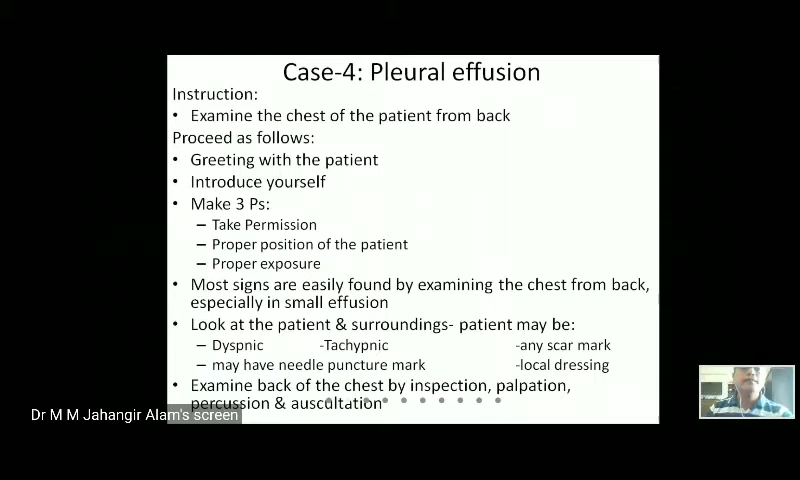 Case-4: Pleural effusion
Instruction:
• Examine the chest of the patient from back
Proceed as follows:
• Greeting with the patient
• Introduce yourself
• Make 3 Ps:
– Take Permission
– Proper position of the patient
– Proper exposure
• Most signs are easily found by examining the chest from back,
especially in small effusion
• Look at the patient & surroundings- patient may be:
– Dyspnic -Tachypnic -any scar mark
– may have needle puncture mark -local dressing
• Examine back of the chest by inspection, palpation,
percussion & auscultation
Dr M M Jahangir Alam's screen